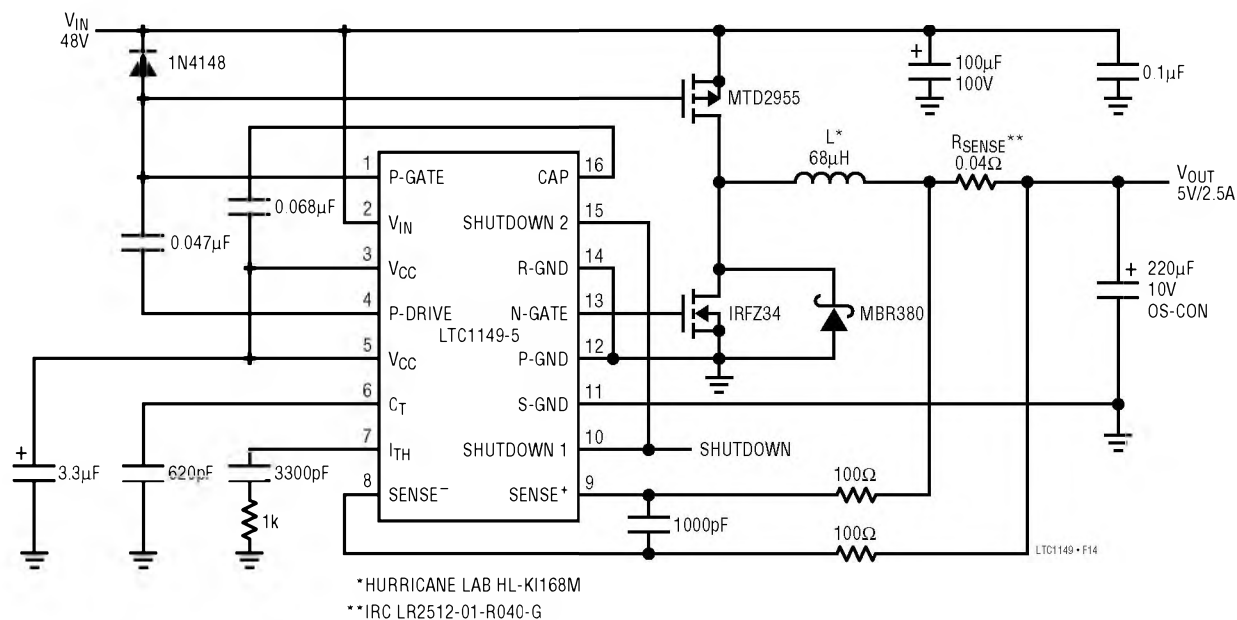 VIN
48V
1N4148
MTD2955
100µF
100V
0.1µF
L*
68µH
RSENSE**
0.04Ω
VOUT
5V/2.5A
0.068µF
0.047µF
1
P-GATE
2
VIN
3
VCC
4
P-DRIVE
5
VCC
6
CT
7
ITH
8
SENSE–
LTC1149-5
CAP
16
SHUTDOWN 2
15
R-GND
14
N-GATE
13
P-GND
12
S-GND
11
SHUTDOWN 1
10
SENSE+
9
IRFZ34
MBR380
+
220µF
10V
OS-CON
+
+
3.3µF
620pF
3300pF
1k
SHUTDOWN
100Ω
1000pF
100Ω
LTC1149 • F14
*HURRICANE LAB HL-KI168M
**IRC LR2512-01-R040-G